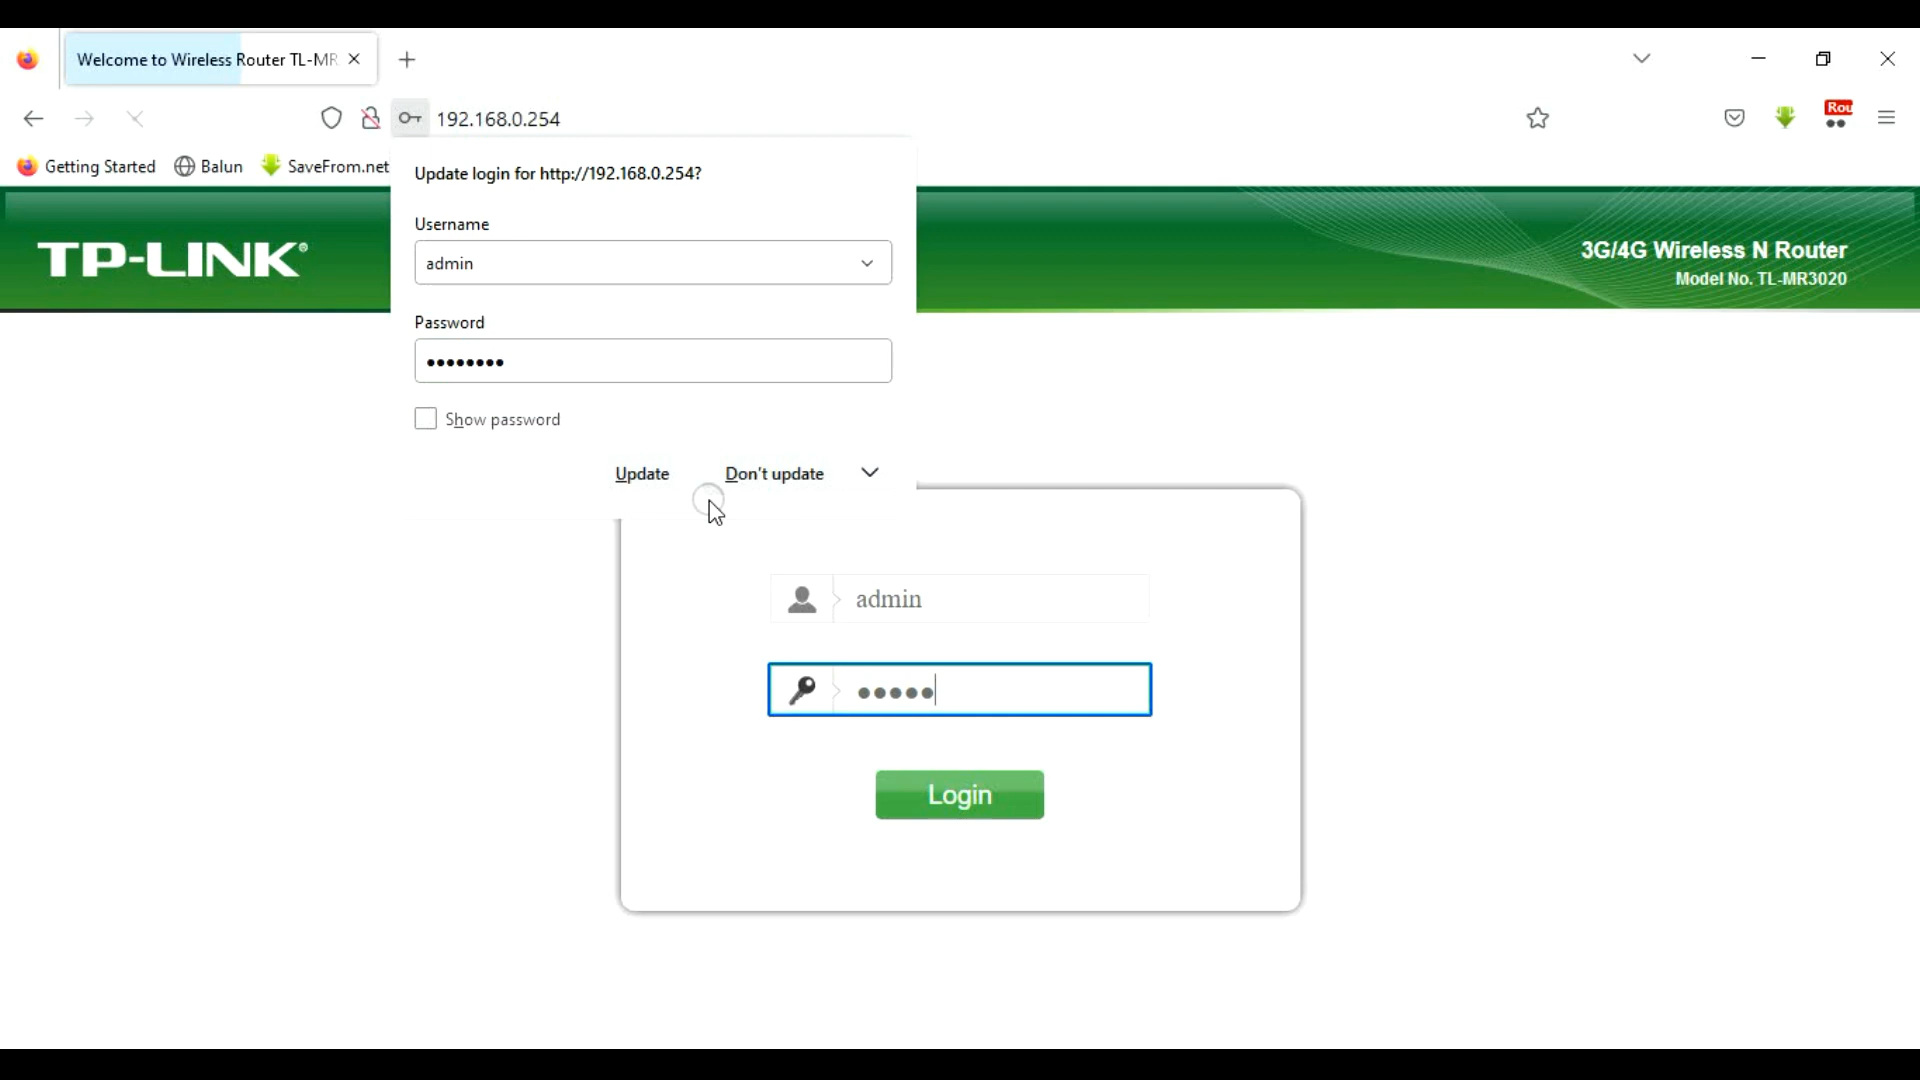 Welcome to Wireless Router TL-MR
192.168.0.254
Rou
Getting Started
Balun
SaveFrom.net
Update login for http://192.168.0.254?
Username
admin
Password
••••••••
Show password
Update
Don't update
TP-LINK®
3G/4G Wireless N Router
Model No. TL-MR3020
admin
●●●●●
Login